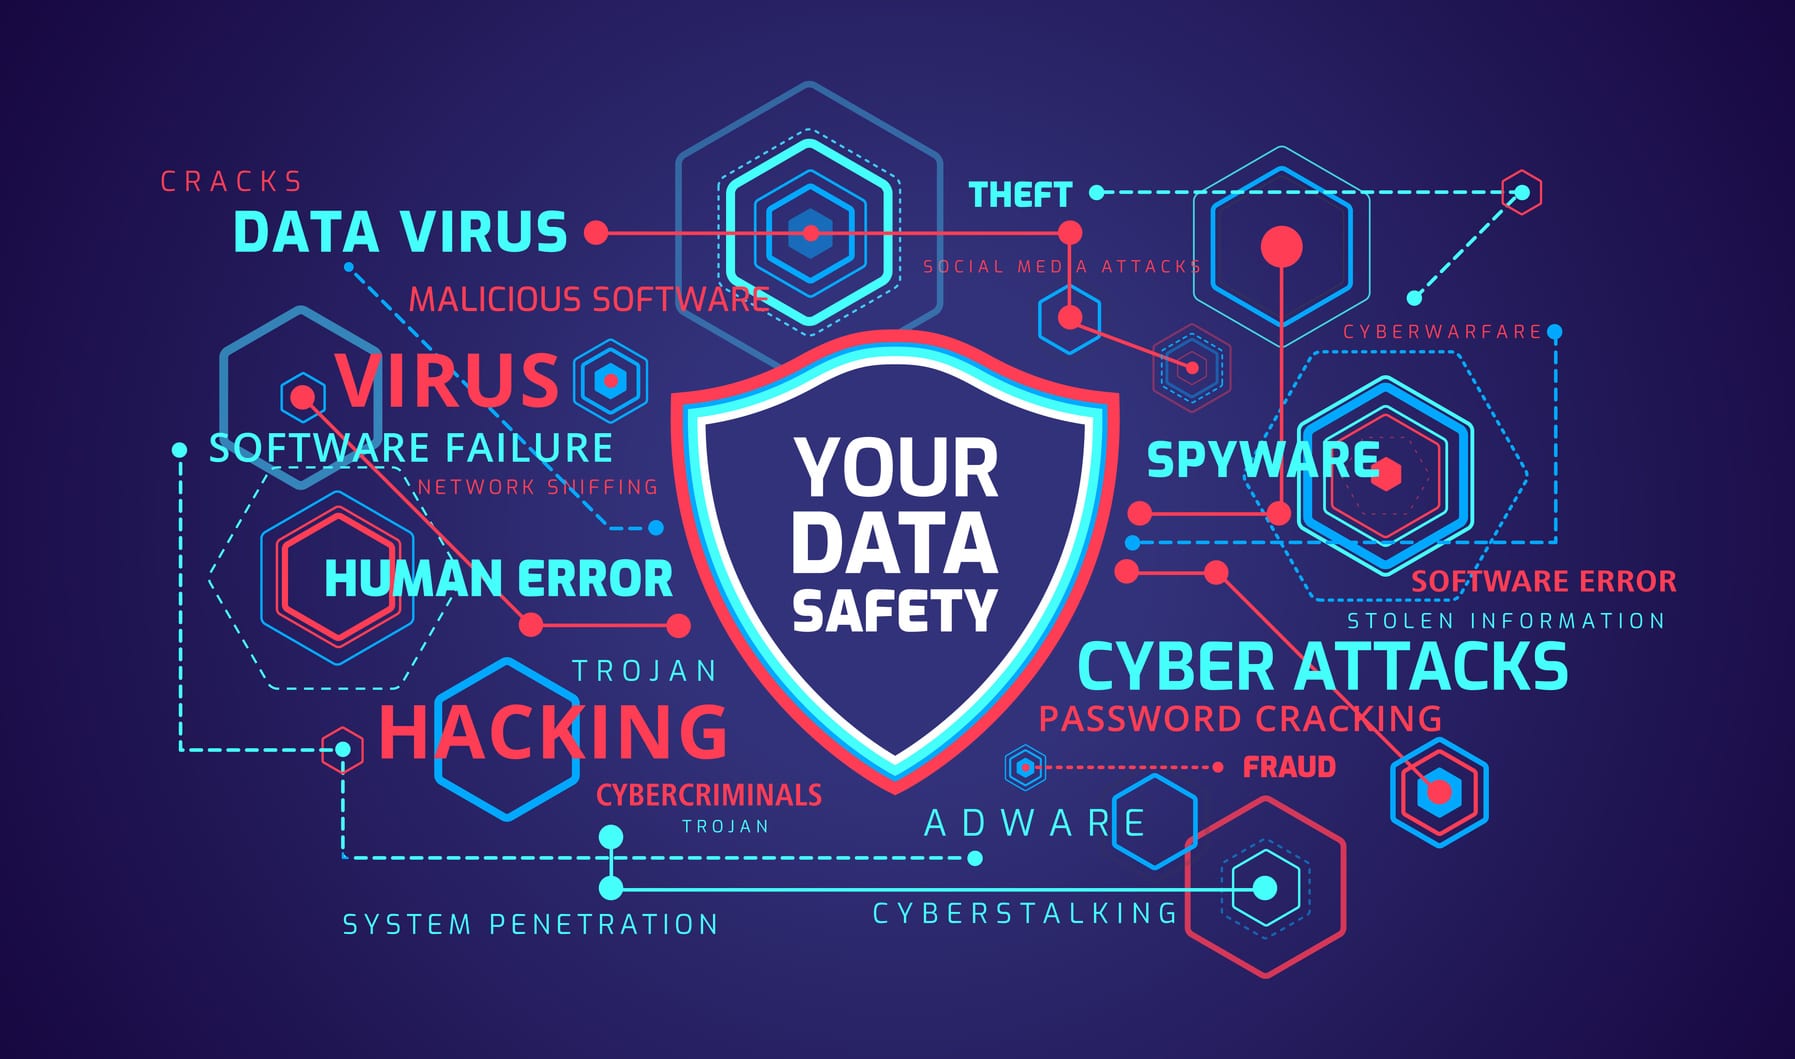 CRACKS
DATA VIRUS
MALICIOUS SOFTWARE
VIRUS
SOFTWARE FAILURE
NETWORK SNIFFING
HUMAN ERROR
TROJAN
HACKING
CYBERCRIMINALS
TROJAN
SYSTEM PENETRATION
YOUR
DATA
SAFETY
THEFT
SOCIAL MEDIA ATTACKS
CYBERWARFARE
SPYWARE
SOFTWARE ERROR
STOLEN INFORMATION
CYBER ATTACKS
PASSWORD CRACKING
FRAUD
ADWARE
CYBERSTALKING